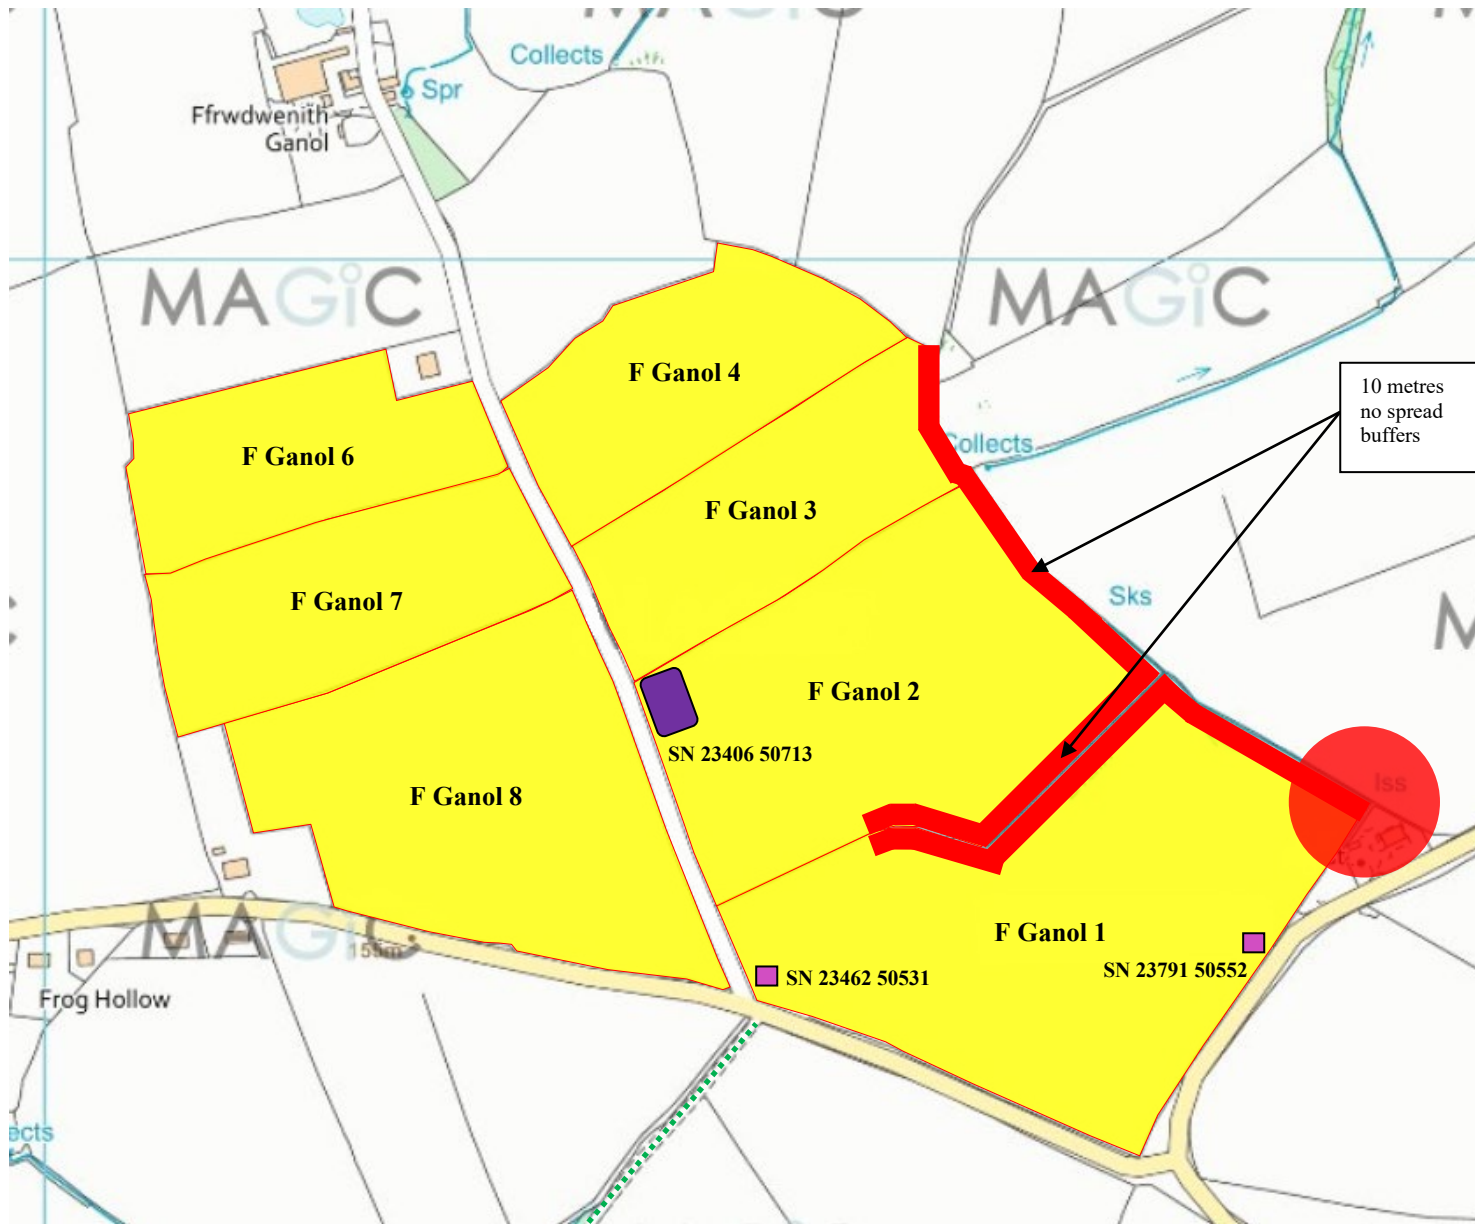 MAGiC
Collects
Spr
Ffrwdwenith
Ganol
MAGiC
MAGiC
F Ganol 4
10 metres
no spread
buffers
Collects
F Ganol 6
F Ganol 3
Sks
F Ganol 7
F Ganol 2
SN 23406 50713
Iss
F Ganol 8
F Ganol 1
MAGiC
155m
SN 23462 50531
SN 23791 50552
Frog Hollow
ects